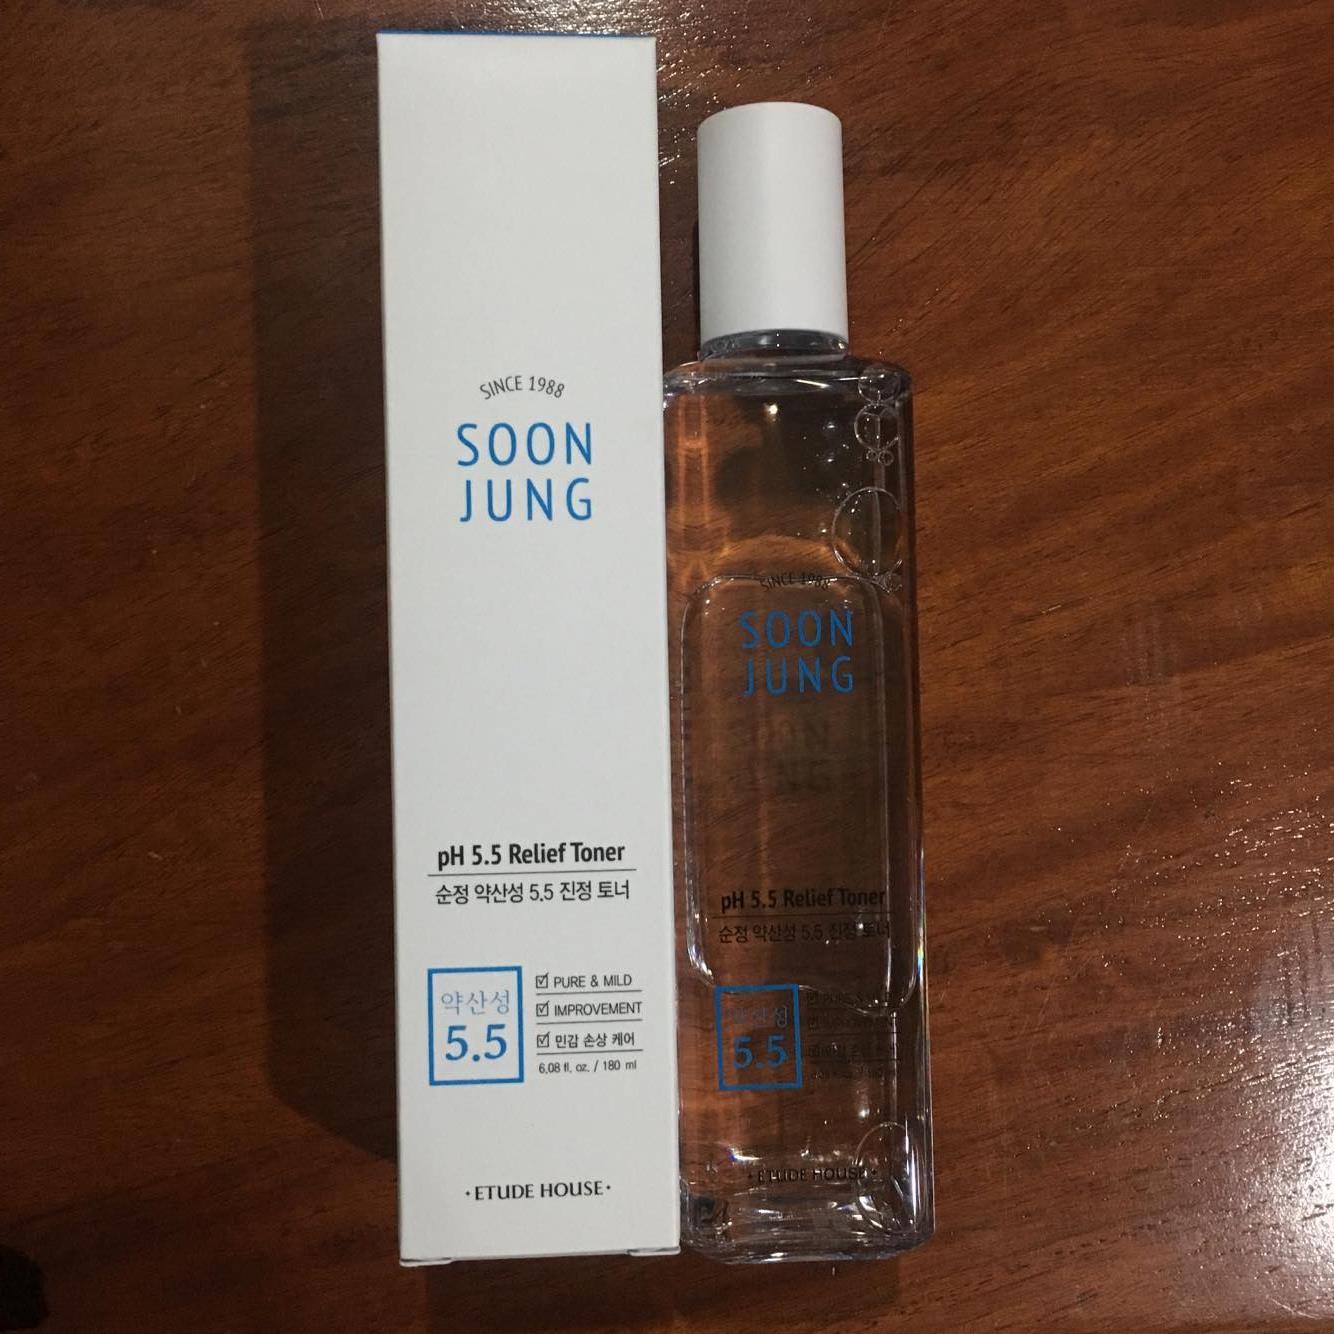 SINCE 1988
SOON
JUNG
pH 5.5 Relief Toner
순정 약산성 5.5 진정 토너
약산성
5.5
PURE & MILD
IMPROVEMENT
민감 손상 케어
6.08 fl. oz. / 180 ml
·ETUDE HOUSE·
SINCE 1988
SOON
JUNG
pH 5.5 Relief Toner
순정 약산성 5.5 진정 토너
약산성
5.5
PURE & MILD
·ETUDE HOUSE·